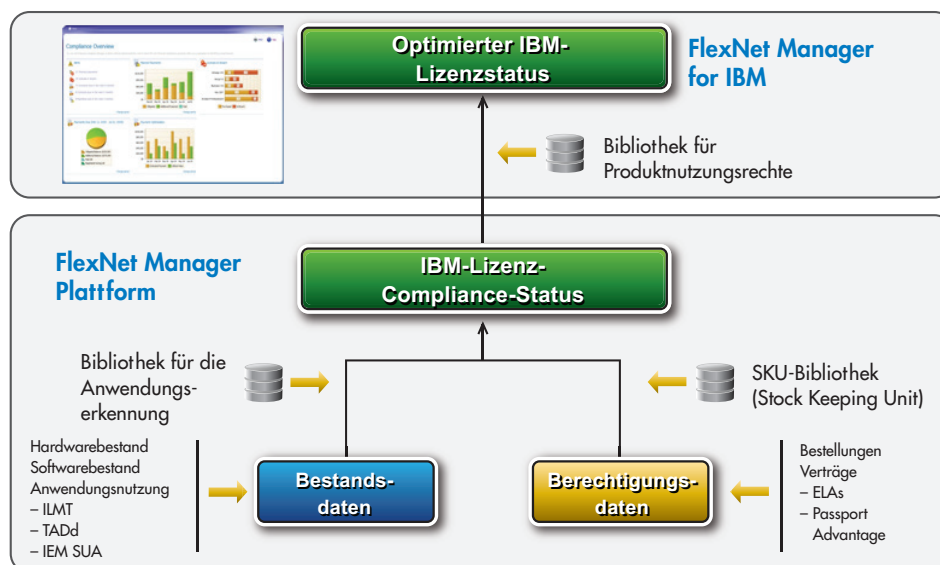 Compliance Overview
Optimierter IBM-
Lizenzstatus
FlexNet Manager
for IBM
Bibliothek für
Produktnutzungsrechte
FlexNet Manager
Plattform
IBM-Lizenz-
Compliance-Status
Bibliothek für die
Anwendungs-
erkennung
SKU-Bibliothek
(Stock Keeping Unit)
Hardwarebestand
Softwarebestand
Anwendungsnutzung
– ILMT
– TADd
– IEM SUA
Bestands-
daten
Berechtigungs-
daten
Bestellungen
Verträge
– ELAs
– Passport
Advantage